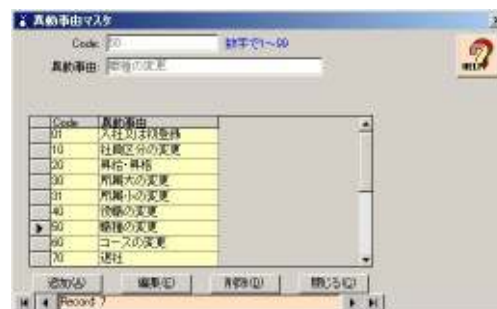 異動事由マスタ
Code: 50 数字で1～99
異動事由: 職種の変更
HELP
Code 異動事由
01 入社又は初登録
10 社員区分の変更
20 昇給・昇格
30 所属大の変更
31 所属小の変更
40 役職の変更
50 職種の変更
60 コースの変更
70 退社
追加(A) 編集(E) 削除(D) 閉じる(C)
Record 7